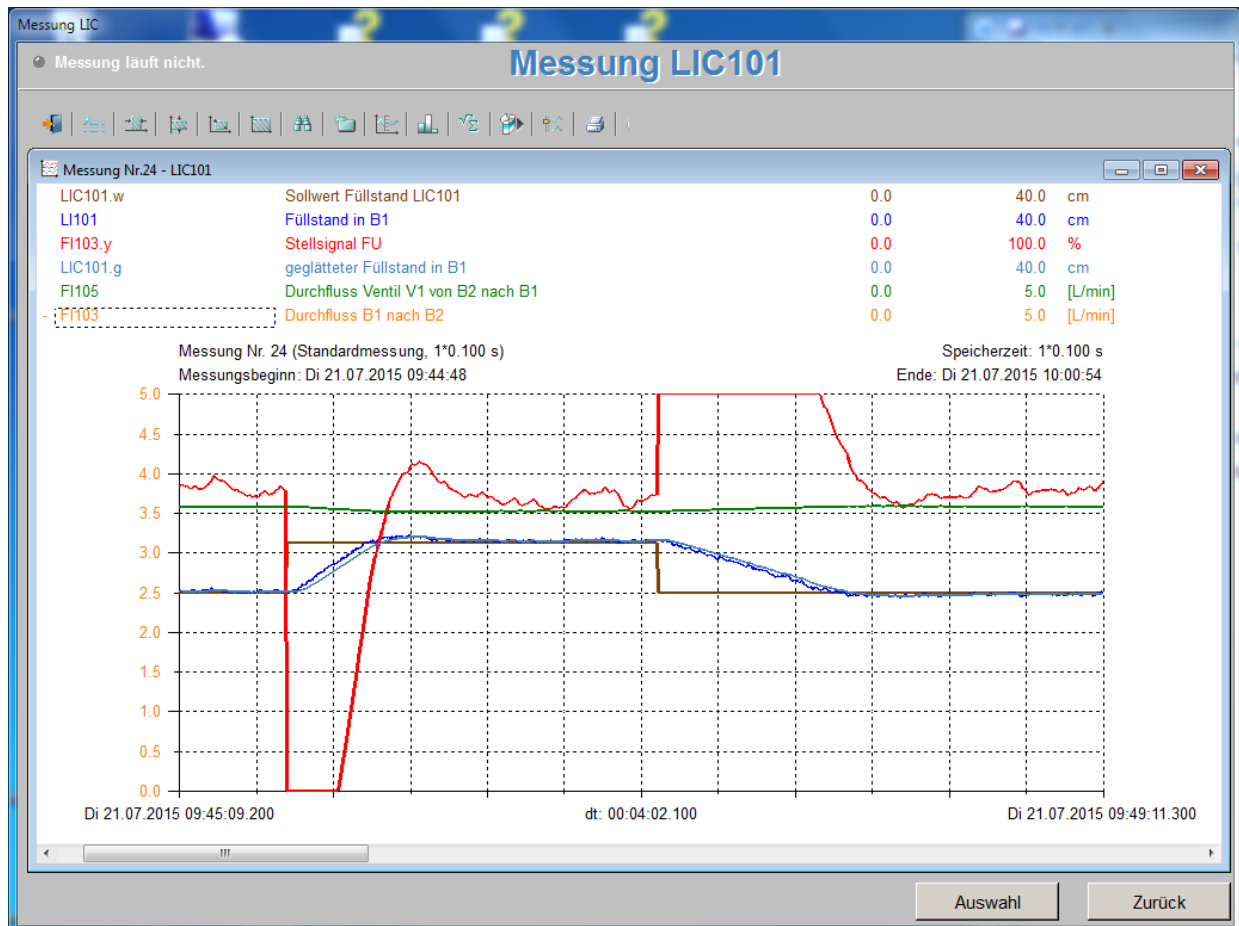 Messung LIC
Messung läuft nicht.
Messung LIC101
Messung Nr.24 - LIC101
LIC101.w Sollwert Füllstand LIC101 0.0 40.0 cm
LI101 Füllstand in B1 0.0 40.0 cm
FI103.y Stellsignal FU 0.0 100.0 %
LIC101.g geglätteter Füllstand in B1 0.0 40.0 cm
FI105 Durchfluss Ventil V1 von B2 nach B1 0.0 5.0 [L/min]
- FI103 Durchfluss B1 nach B2 0.0 5.0 [L/min]
Messung Nr. 24 (Standardmessung, 1*0.100 s) Speicherzeit: 1*0.100 s
Messungsbeginn: Di 21.07.2015 09:44:48 Ende: Di 21.07.2015 10:00:54
5.0
4.5
4.0
3.5
3.0
2.5
2.0
1.5
1.0
0.5
0.0
Di 21.07.2015 09:45:09.200 dt: 00:04:02.100 Di 21.07.2015 09:49:11.300
Auswahl Zurück